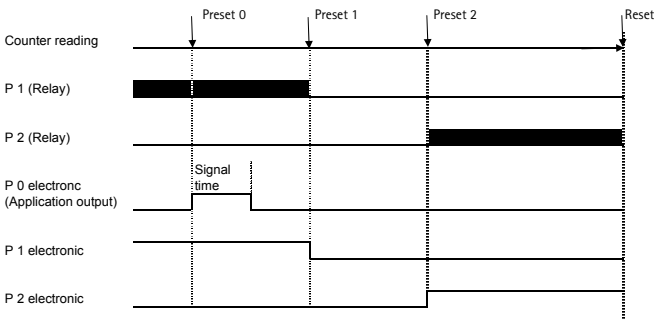 Preset 0 Preset 1 Preset 2 Reset
Counter reading
P 1 (Relay)
P 2 (Relay)
Signal
time
P 0 electronc
(Application output)
P 1 electronic
P 2 electronic